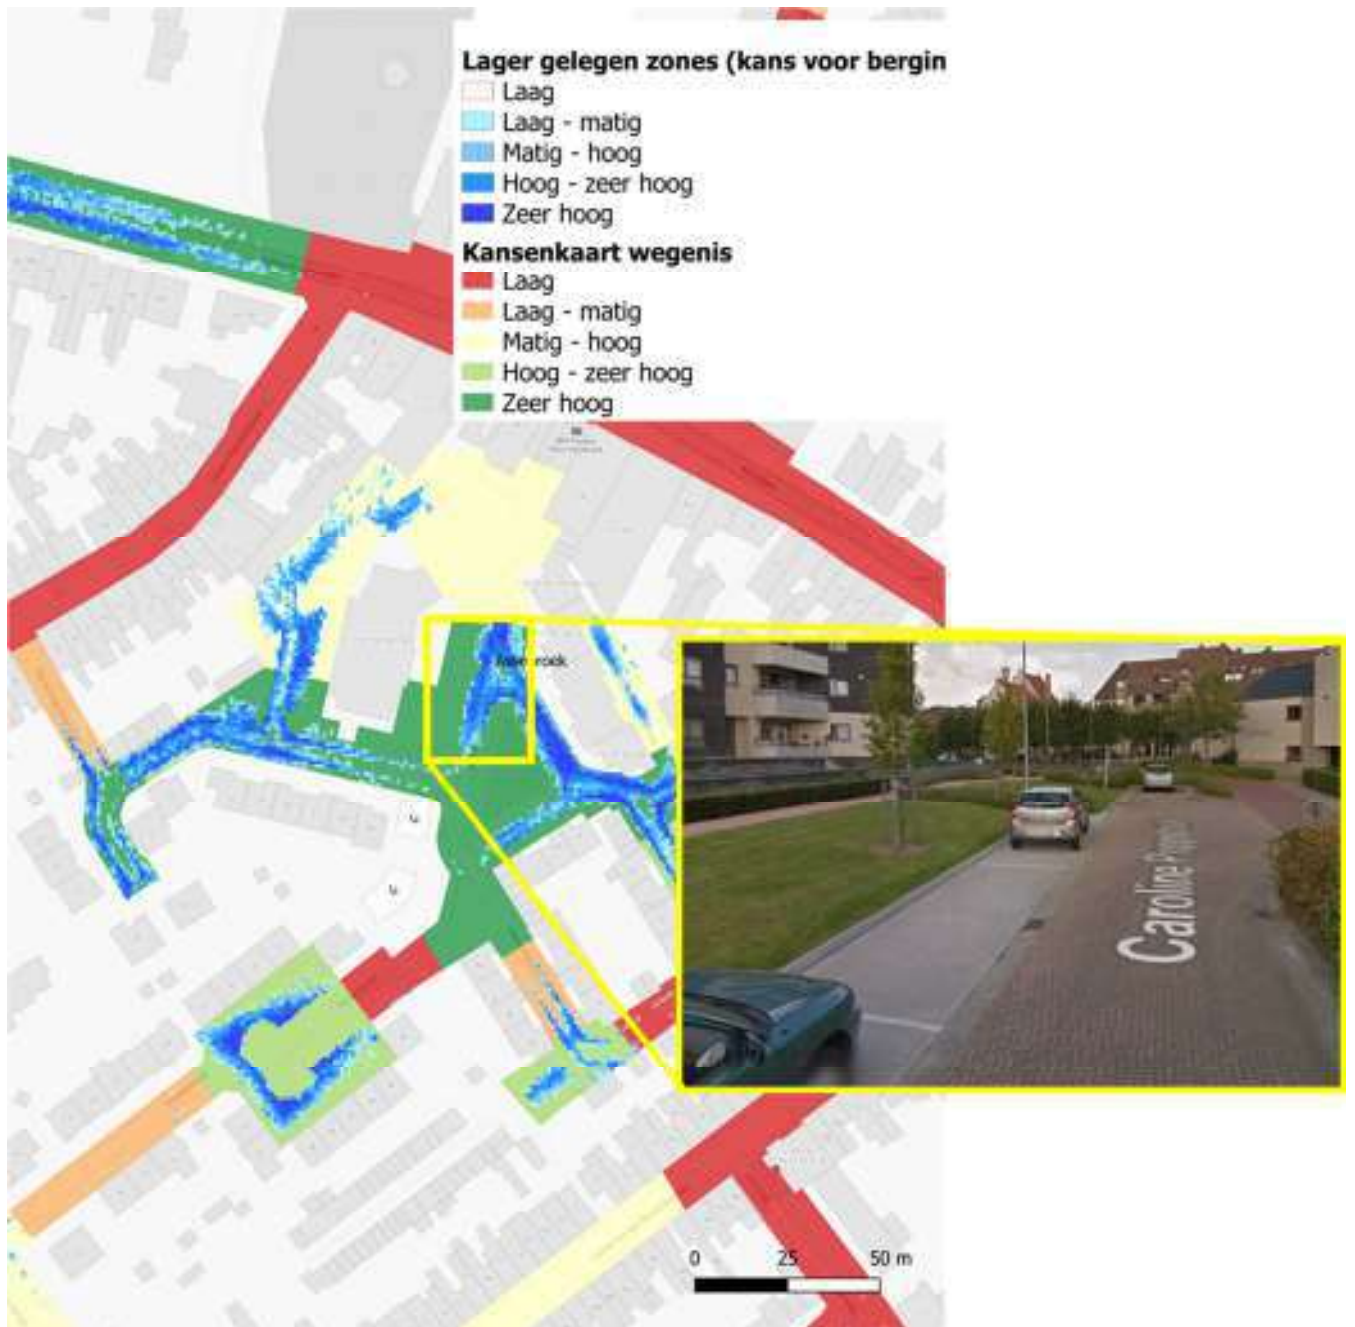 Lager gelegen zones (kans voor bergin
Laag
Laag - matig
Matig - hoog
Hoog - zeer hoog
Zeer hoog
Kansenkaart wegenis
Laag
Laag - matig
Matig - hoog
Hoog - zeer hoog
Zeer hoog
Caroline
0 25 50 m